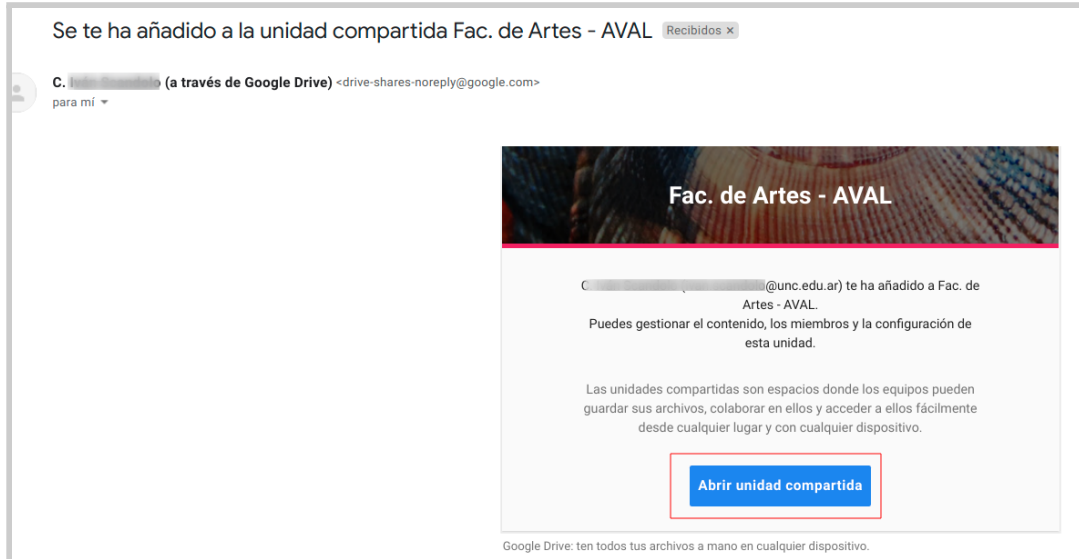 Se te ha añadido a la unidad compartida Fac. de Artes - AVAL Recibidos ×
C. (a través de Google Drive) <drive-shares-noreply@google.com>
para mí
Fac. de Artes - AVAL
C. @unc.edu.ar) te ha añadido a Fac. de
Artes - AVAL.
Puedes gestionar el contenido, los miembros y la configuración de
esta unidad.
Las unidades compartidas son espacios donde los equipos pueden
guardar sus archivos, colaborar en ellos y acceder a ellos fácilmente
desde cualquier lugar y con cualquier dispositivo.
Abrir unidad compartida
Google Drive: ten todos tus archivos a mano en cualquier dispositivo.